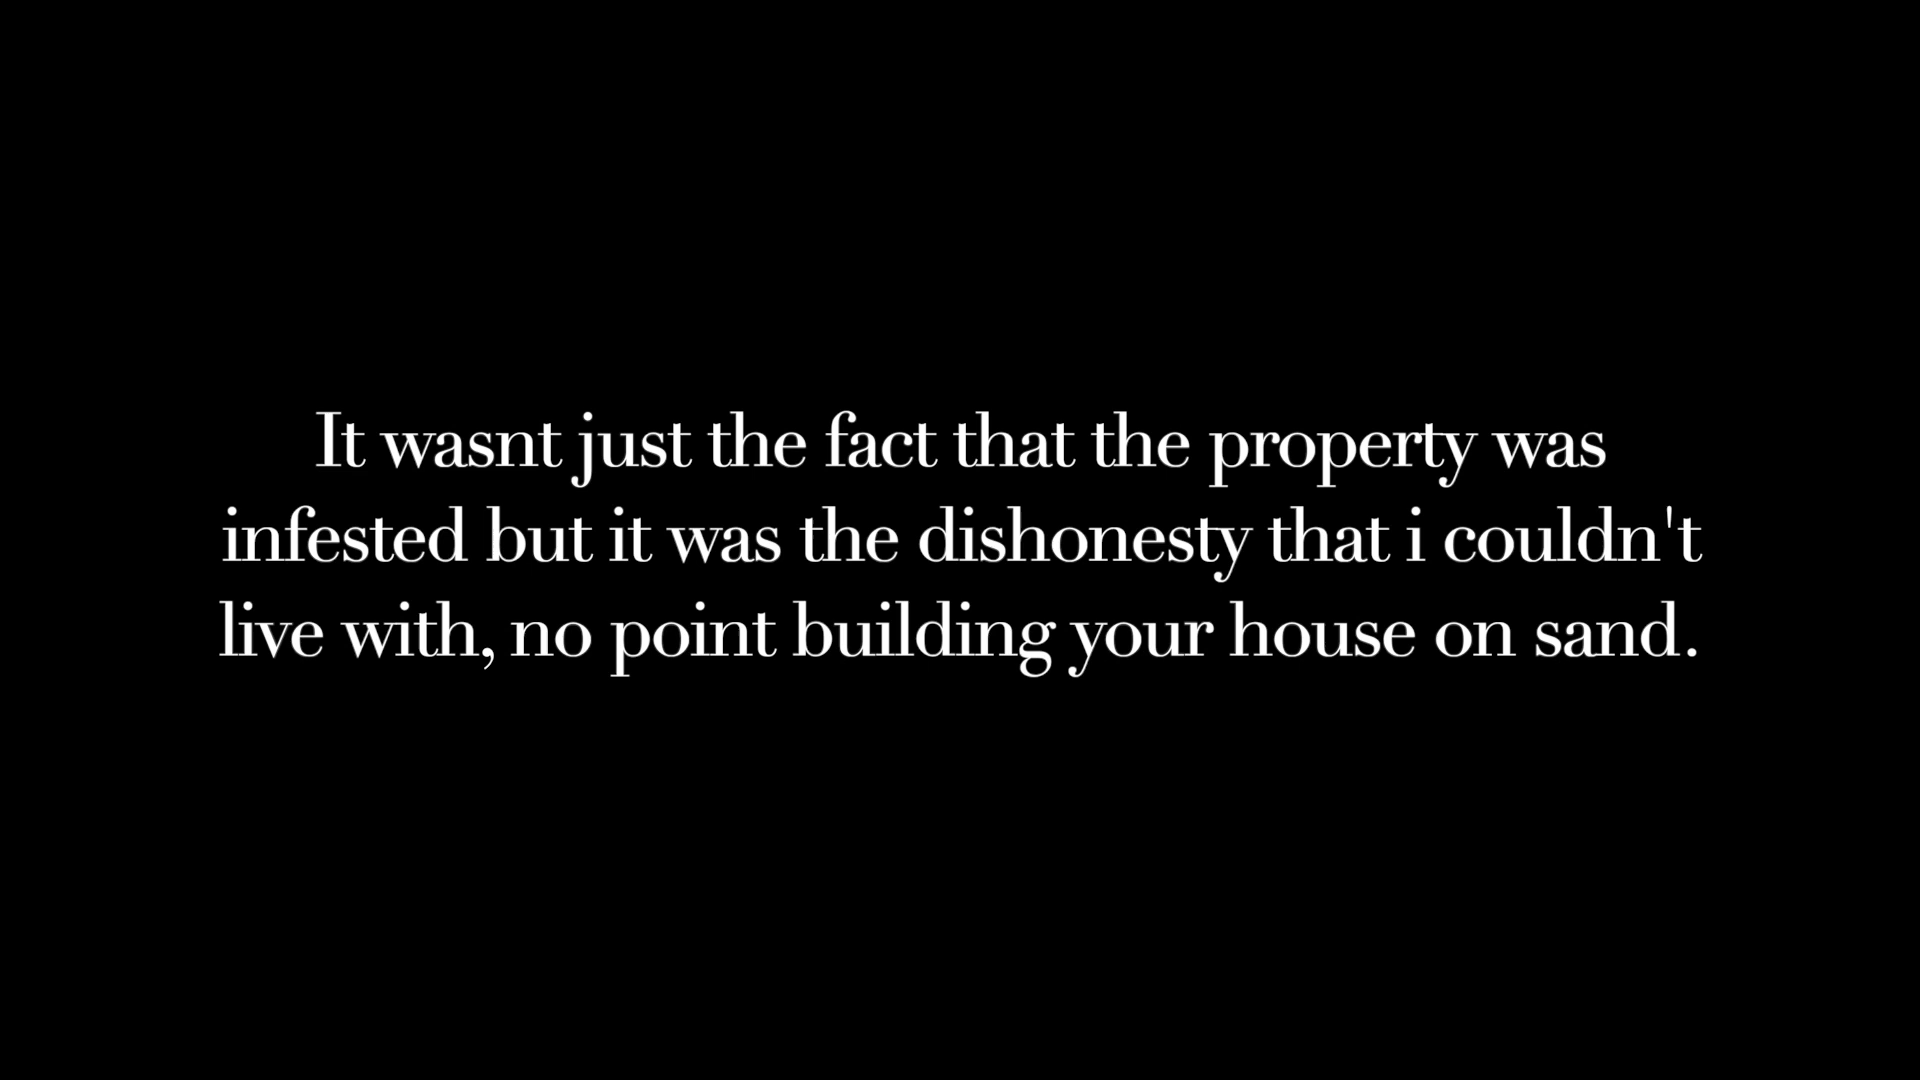 It wasnt just the fact that the property was
infested but it was the dishonesty that i couldn't
live with, no point building your house on sand.